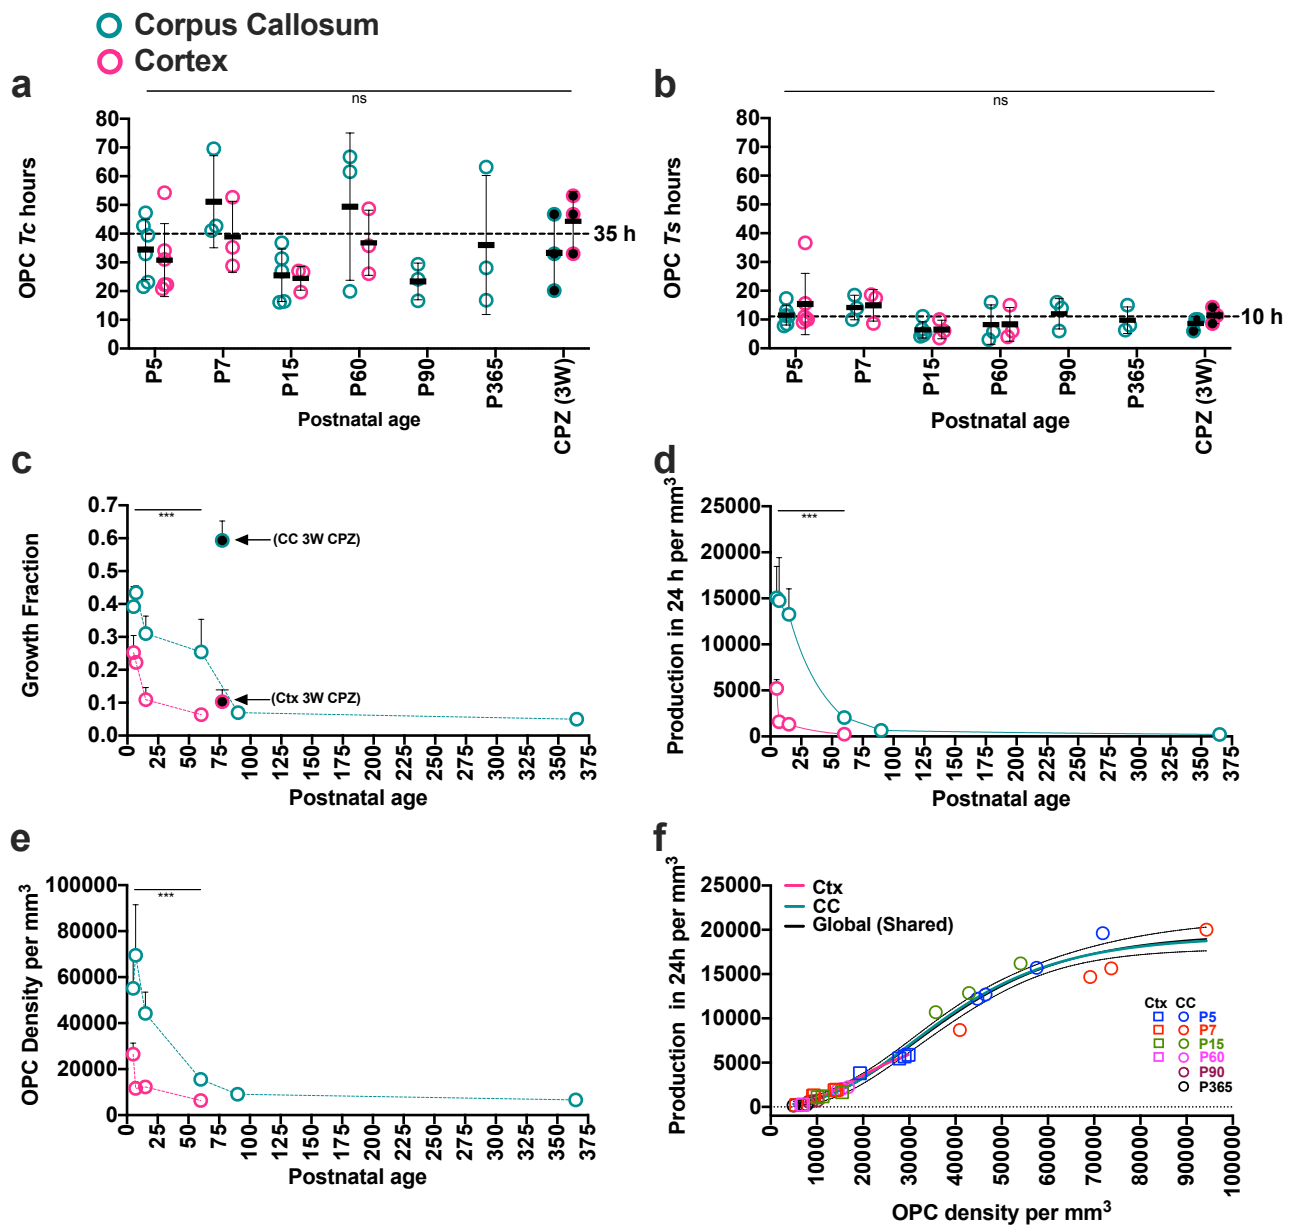 Corpus Callosum
Cortex
a
ns
OPC Tc hours
80
70
60
50
40
30
20
10
0
35 h
P5
P7
P15
P60
P90
P365
CPZ (3W)
Postnatal age
b
ns
OPC Ts hours
80
70
60
50
40
30
20
10
0
10 h
P5
P7
P15
P60
P90
P365
CPZ (3W)
Postnatal age
c
***
Growth Fraction
0.7
0.6
0.5
0.4
0.3
0.2
0.1
0.0
(CC 3W CPZ)
(Ctx 3W CPZ)
0
25
50
75
100
125
150
175
200
225
250
275
300
325
350
375
Postnatal age
d
***
Production in 24 h per mm³
25000
20000
15000
10000
5000
0
0
25
50
75
100
125
150
175
200
225
250
275
300
325
350
375
Postnatal age
e
***
OPC Density per mm³
100000
80000
60000
40000
20000
0
0
25
50
75
100
125
150
175
200
225
250
275
300
325
350
375
Postnatal age
f
Production in 24h per mm³
25000
20000
15000
10000
5000
0
Ctx
CC
Global (Shared)
Ctx CC
P5
P7
P15
P60
P90
P365
0
10000
20000
30000
40000
50000
60000
70000
80000
90000
100000
OPC density per mm³